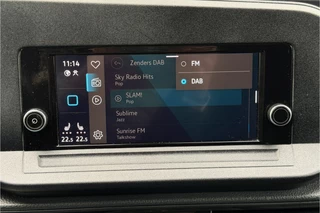 11:14
Zenders DAB
FM
DAB
Sky Radio Hits
Pop
SLAM!
Pop
Sublime
Jazz
Sunrise FM
Talkshow
22.5 22.5